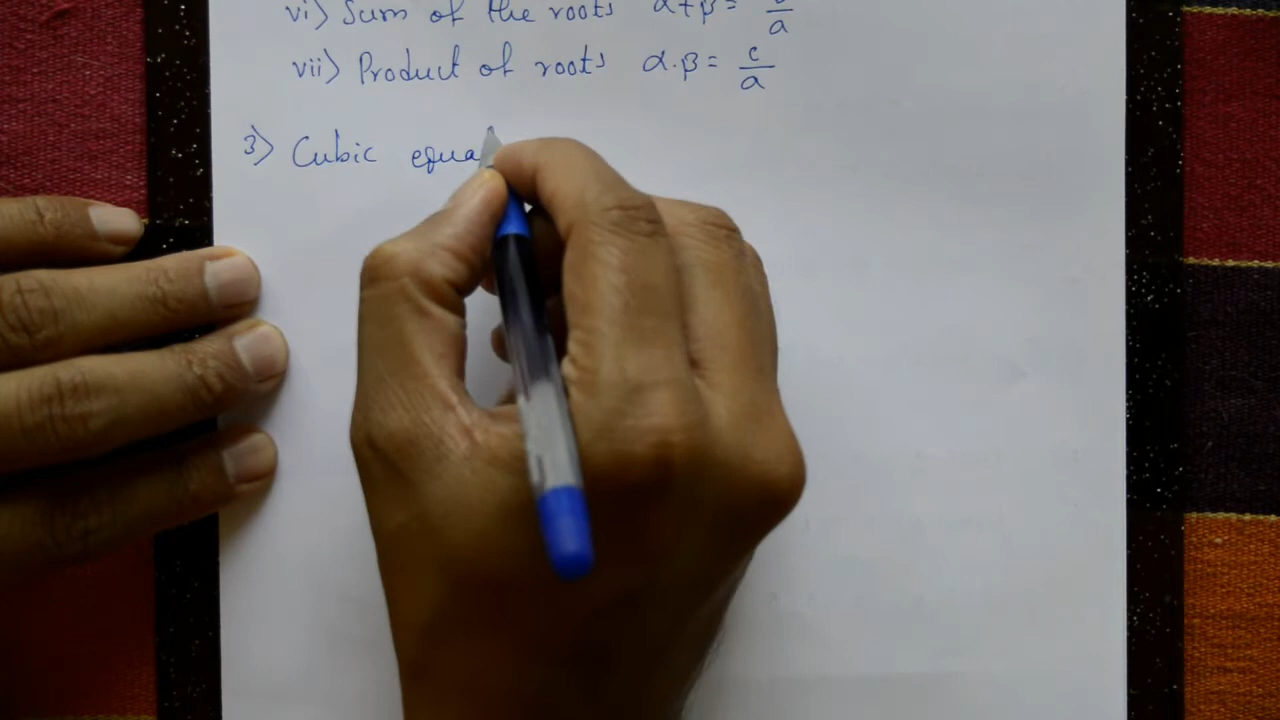 vi) Sum of the roots α+β =
vii) Product of roots α.β = c/a
3) Cubic equa